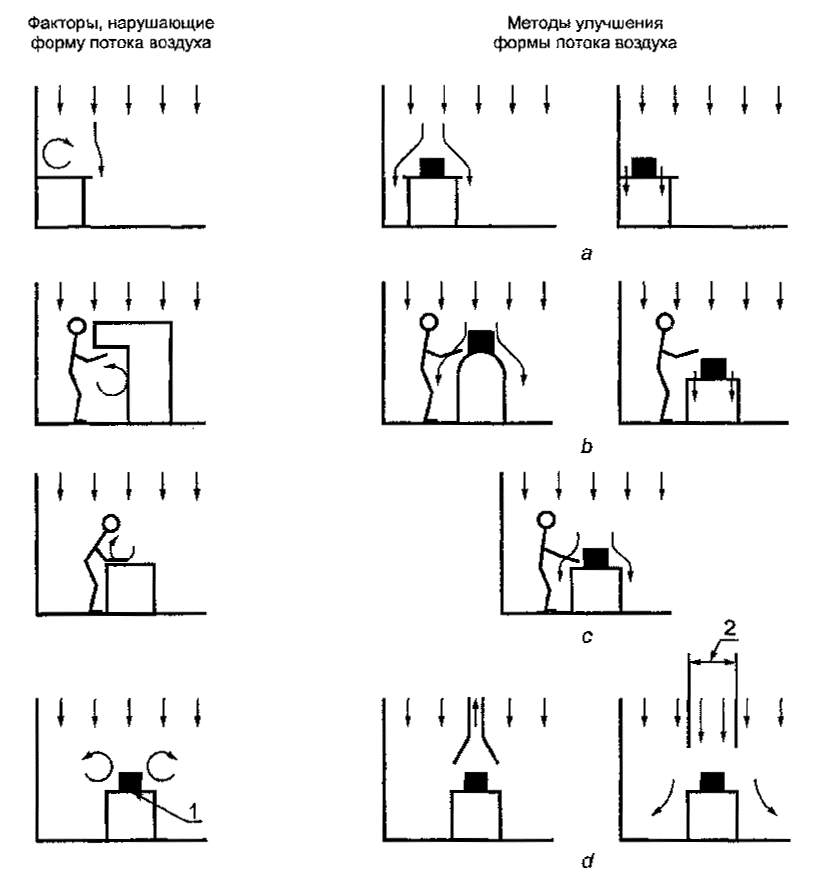 Факторы, нарушающие
форму потока воздуха
Методы улучшения
формы потока воздуха
a
b
c
2
1
d